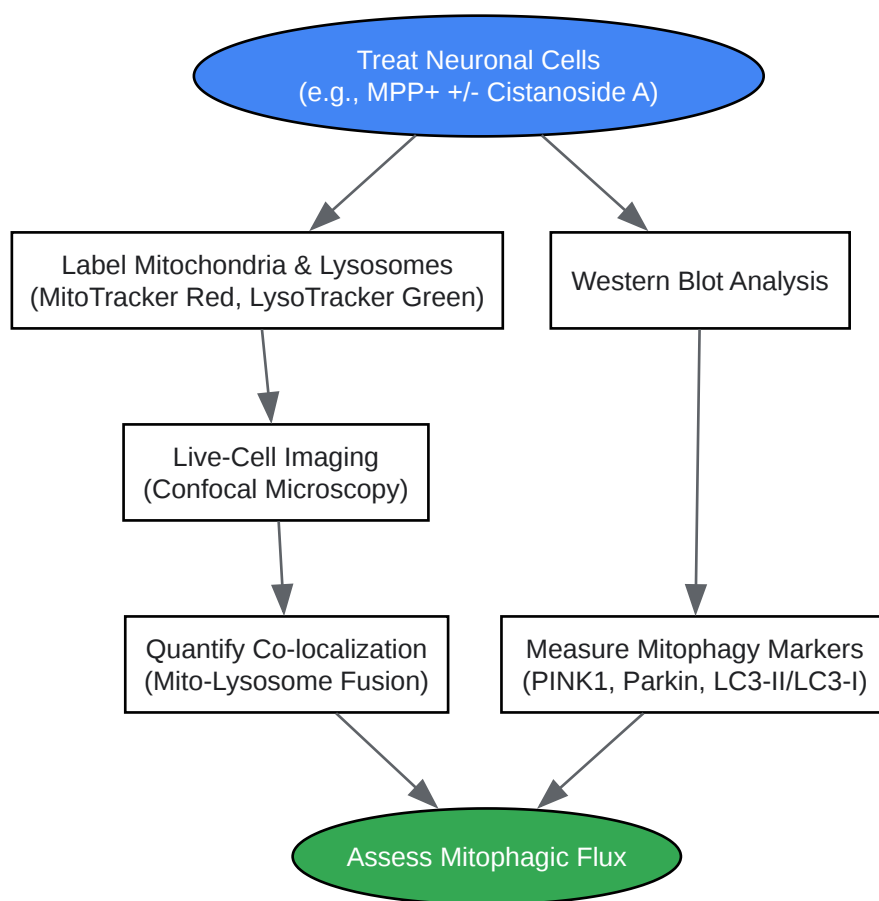 Treat Neuronal Cells
(e.g., MPP+ +/- Cistanoside A)
Label Mitochondria & Lysosomes
(MitoTracker Red, LysoTracker Green)
Western Blot Analysis
Live-Cell Imaging
(Confocal Microscopy)
Quantify Co-localization
(Mito-Lysosome Fusion)
Measure Mitophagy Markers
(PINK1, Parkin, LC3-II/LC3-I)
Assess Mitophagic Flux